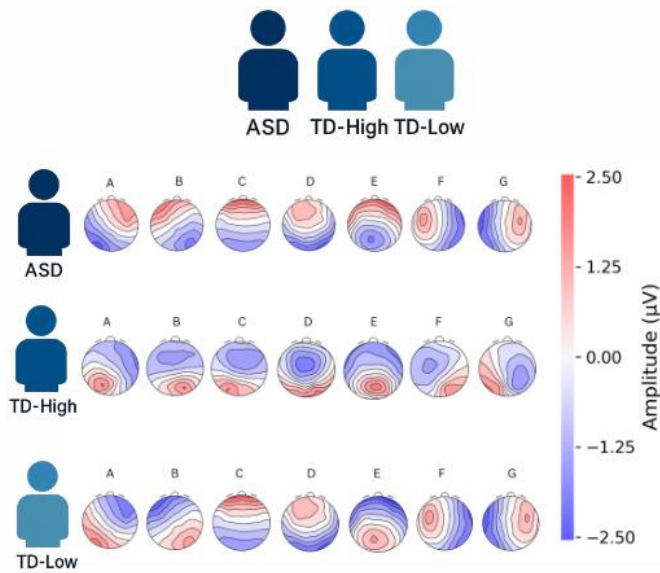 ASD TD-High TD-Low
A B C D E F G
ASD
A B C D E F G
TD-High
A B C D E F G
TD-Low
2.50
1.25
0.00
−1.25
−2.50
Amplitude (μV)